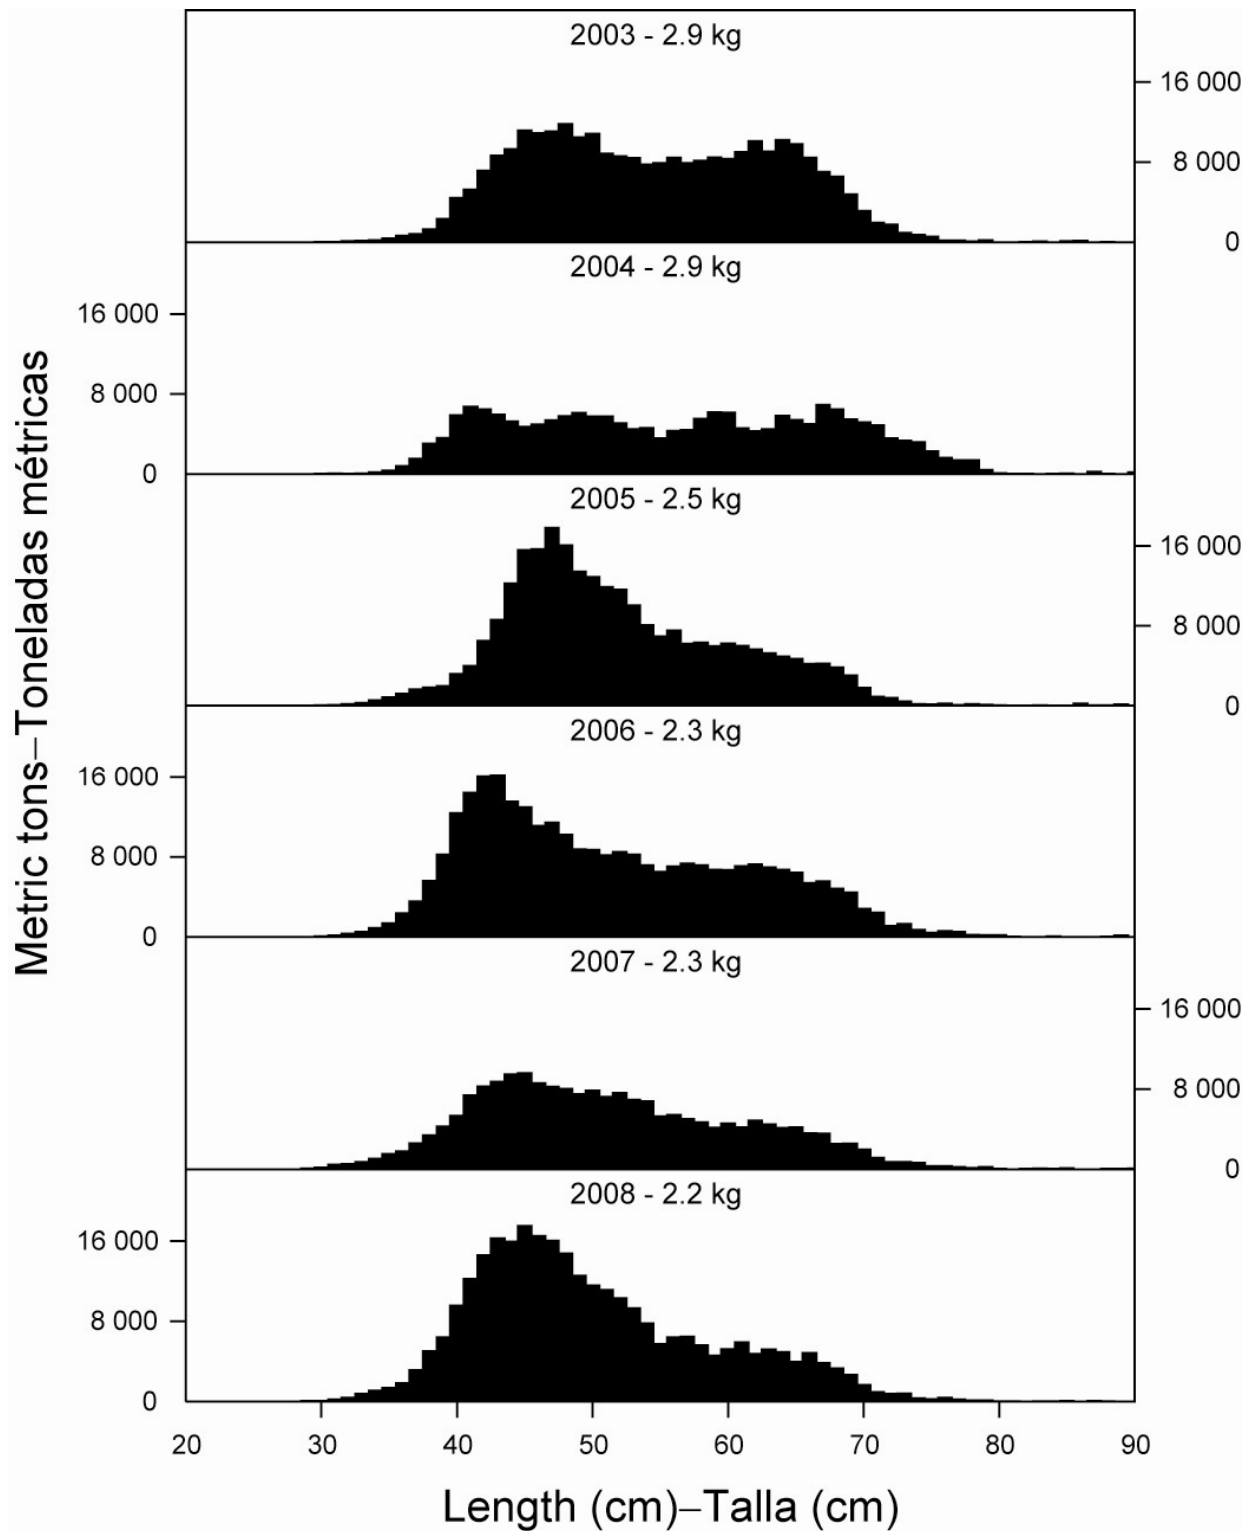 2003 - 2.9 kg
16 000
8 000
0
2004 - 2.9 kg
16 000
8 000
0
2005 - 2.5 kg
16 000
8 000
0
2006 - 2.3 kg
16 000
8 000
0
2007 - 2.3 kg
16 000
8 000
0
2008 - 2.2 kg
16 000
8 000
0
Metric tons–Toneladas métricas
20 30 40 50 60 70 80 90
Length (cm)–Talla (cm)